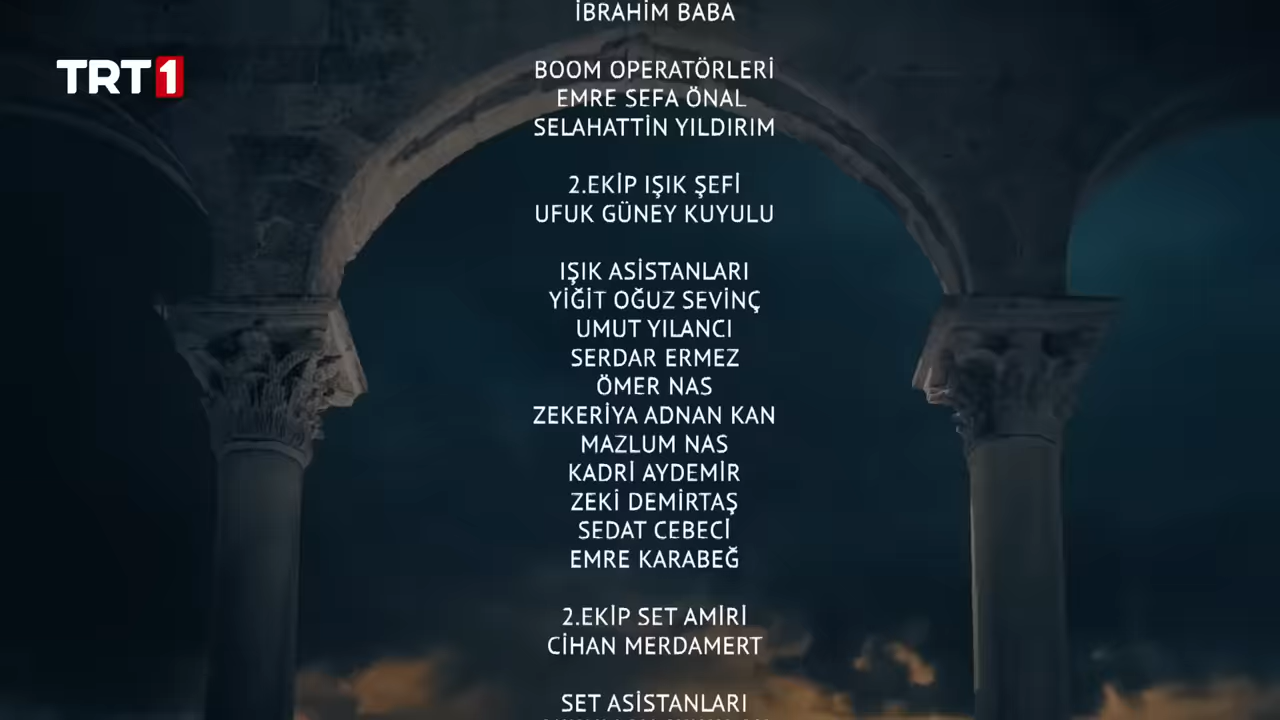 İBRAHİM BABA
TRT 1
BOOM OPERATÖRLERİ
EMRE SEFA ÖNAL
SELAHATTİN YILDIRIM
2.EKİP IŞIK ŞEFİ
UFUK GÜNEY KUYULU
IŞIK ASİSTANLARI
YİĞİT OĞUZ SEVİNÇ
UMUT YILANCI
SERDAR ERMEZ
ÖMER NAS
ZEKERİYA ADNAN KAN
MAZLUM NAS
KADRİ AYDEMİR
ZEKİ DEMİRTAŞ
SEDAT CEBECİ
EMRE KARABEĞ
2.EKİP SET AMİRİ
CİHAN MERDAMERT
SET ASİSTANLARI